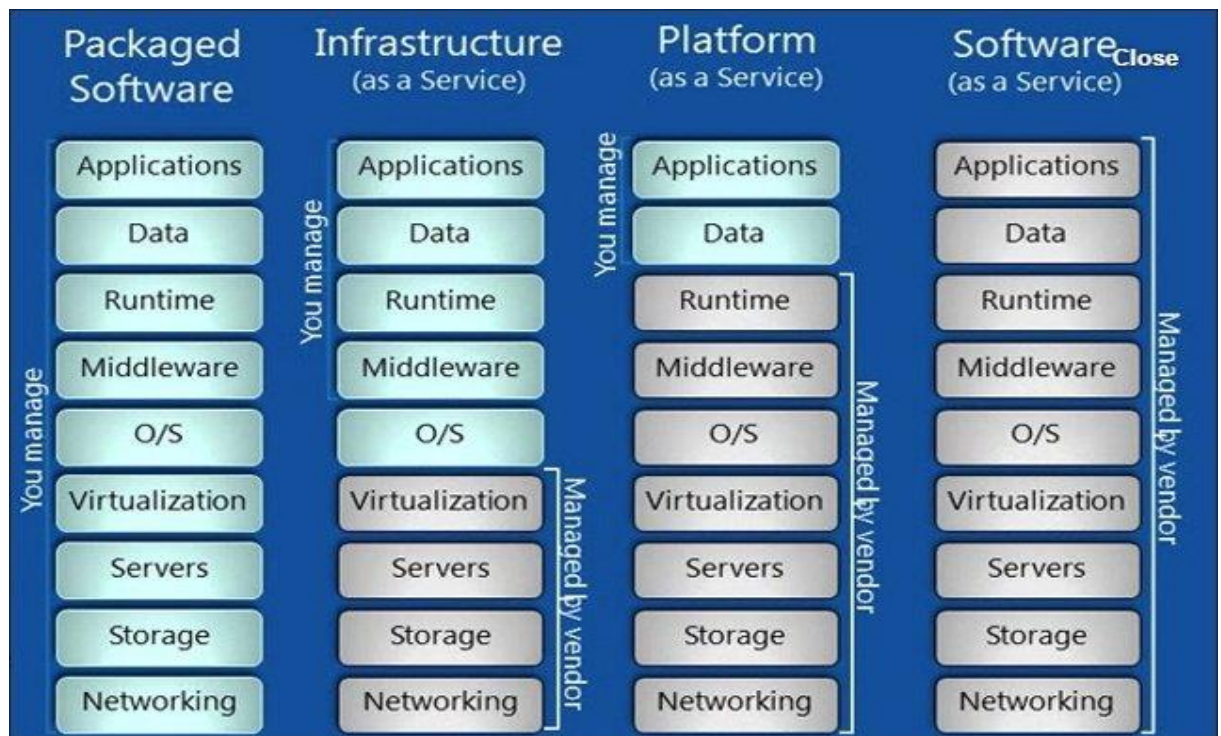 Packaged
Software
Applications
Data
Runtime
Middleware
O/S
Virtualization
Servers
Storage
Networking
You manage
Infrastructure
(as a Service)
Applications
Data
Runtime
Middleware
O/S
Virtualization
Servers
Storage
Networking
You manage
Managed by vendor
Platform
(as a Service)
Applications
Data
Runtime
Middleware
O/S
Virtualization
Servers
Storage
Networking
You manage
Managed by vendor
Software
Close
(as a Service)
Applications
Data
Runtime
Middleware
O/S
Virtualization
Servers
Storage
Networking
Managed by vendor